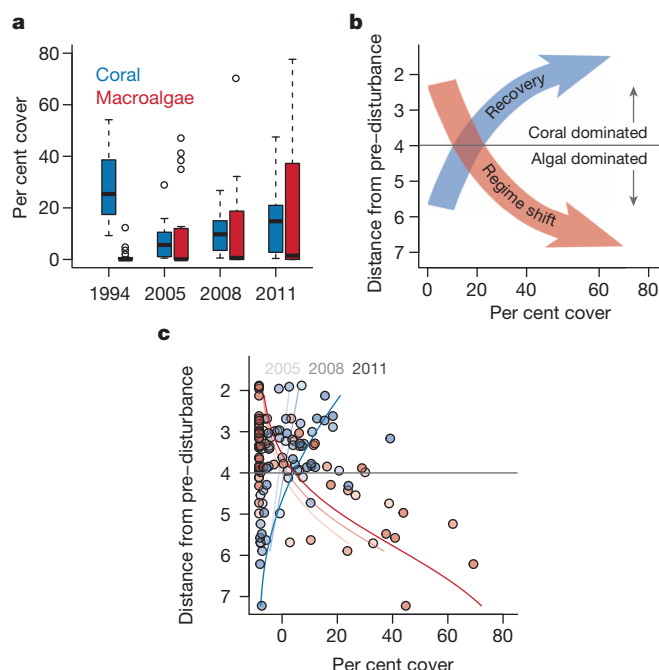 a
Per cent cover
80
60
40
20
0
Coral
Macroalgae
1994 2005 2008 2011
b
Distance from pre–disturbance
2
3
4
5
6
7
Recovery
Coral dominated
Algal dominated
Regime shift
0 20 40 60 80
Per cent cover
c
2005 2008 2011
Distance from pre–disturbance
2
3
4
5
6
7
0 20 40 60 80
Per cent cover